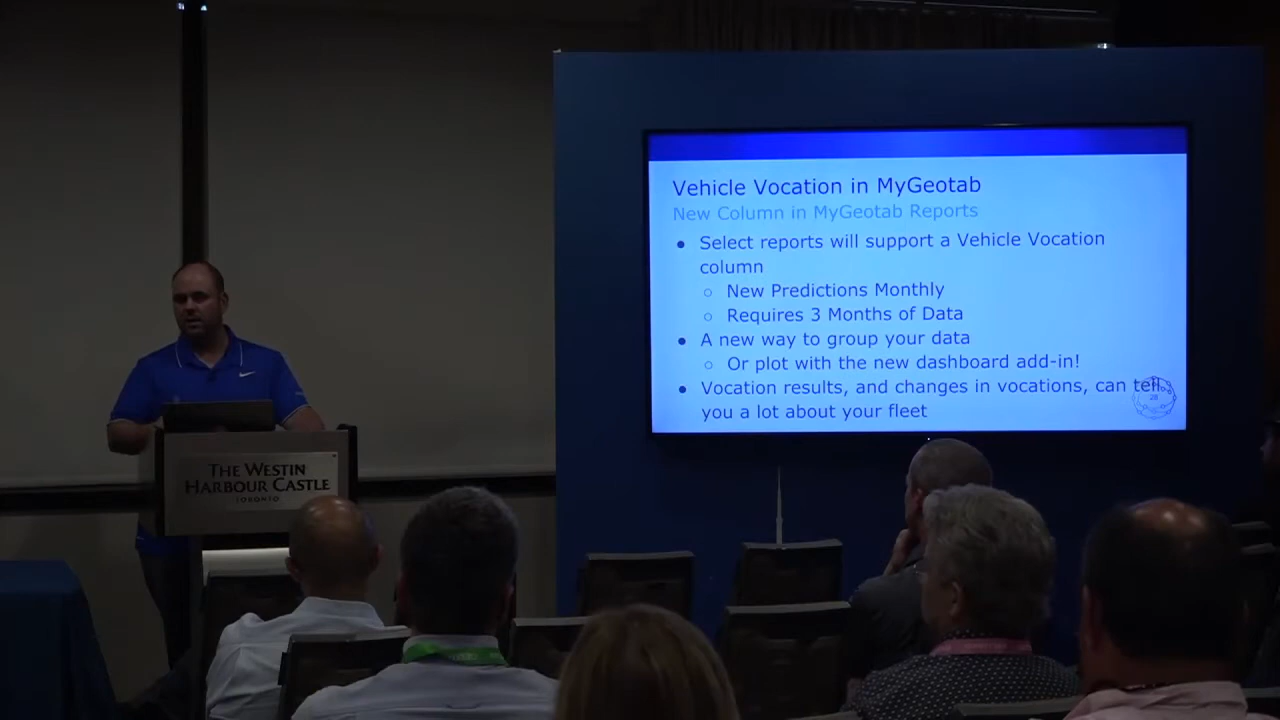 Vehicle Vocation in MyGeotab
New Column in MyGeotab Reports
Select reports will support a Vehicle Vocation
column
New Predictions Monthly
Requires 3 Months of Data
A new way to group your data
Or plot with the new dashboard add-in!
Vocation results, and changes in vocations, can tell
you a lot about your fleet
28
THE WESTIN
HARBOUR CASTLE
TORONTO